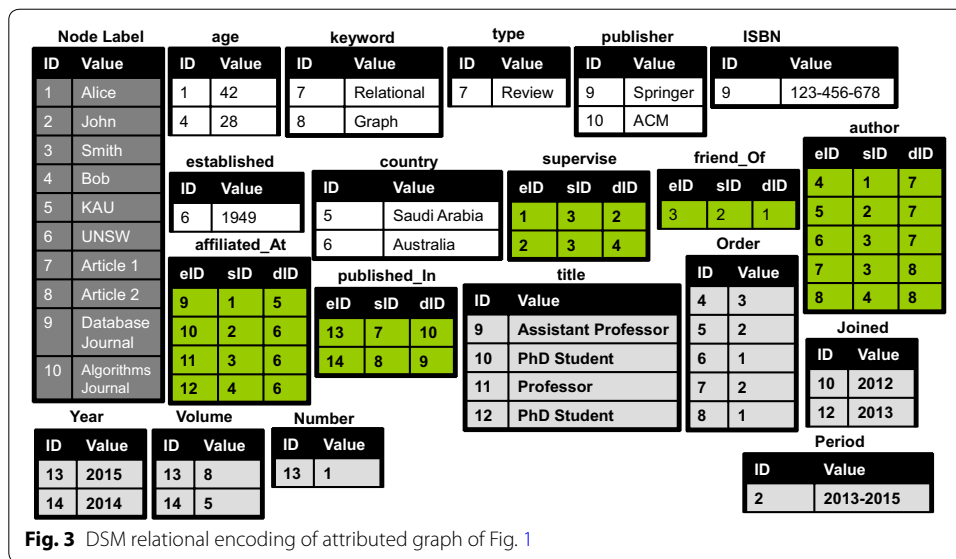 Node Label
ID Value
1 Alice
2 John
3 Smith
4 Bob
5 KAU
6 UNSW
7 Article 1
8 Article 2
9 Database
Journal
10 Algorithms
Journal
age
ID Value
1 42
4 28
keyword
ID Value
7 Relational
8 Graph
type
ID Value
7 Review
publisher
ID Value
9 Springer
10 ACM
ISBN
ID Value
9 123-456-678
established
ID Value
6 1949
country
ID Value
5 Saudi Arabia
6 Australia
supervise
eID sID dID
1 3 2
2 3 4
friend_Of
eID sID dID
3 2 1
author
eID sID dID
4 1 7
5 2 7
6 3 7
7 3 8
8 4 8
affiliated_At
eID sID dID
9 1 5
10 2 6
11 3 6
12 4 6
published_In
eID sID dID
13 7 10
14 8 9
title
ID Value
9 Assistant Professor
10 PhD Student
11 Professor
12 PhD Student
Order
ID Value
4 3
5 2
6 1
7 2
8 1
Joined
ID Value
10 2012
12 2013
Year
ID Value
13 2015
14 2014
Volume
ID Value
13 8
14 5
Number
ID Value
13 1
Period
ID Value
2 2013-2015
Fig. 3 DSM relational encoding of attributed graph of Fig. 1